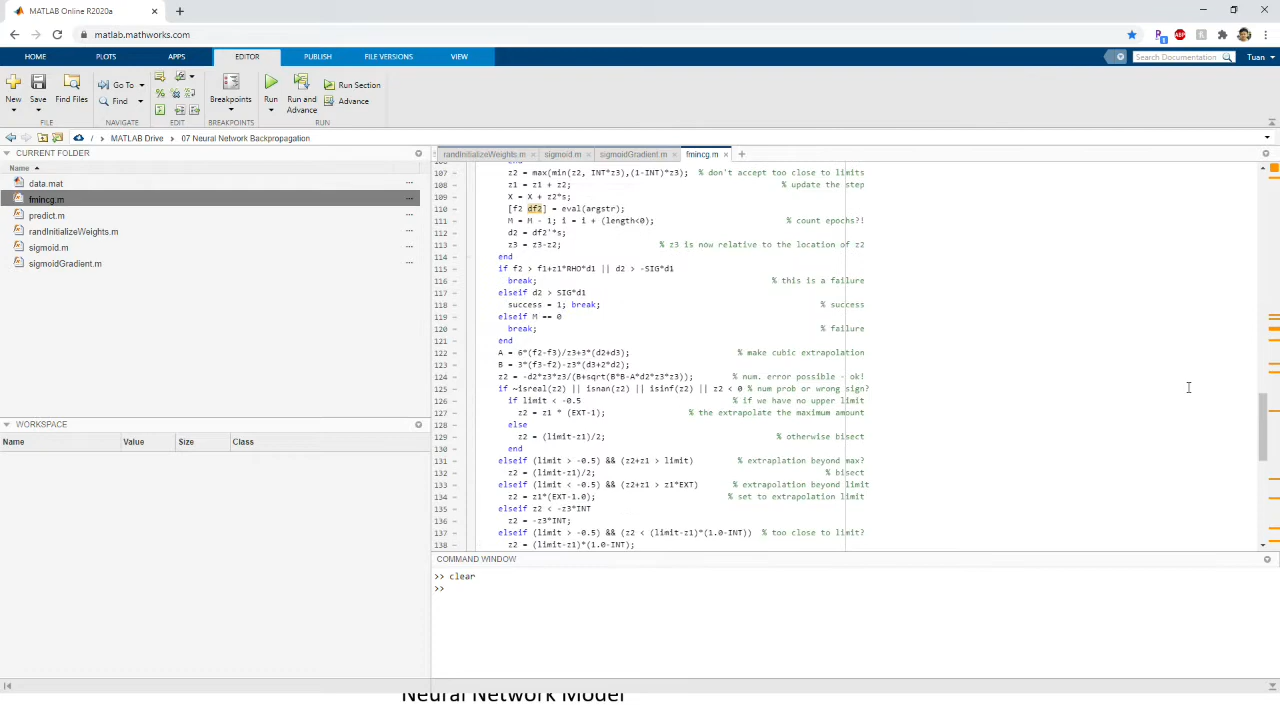 MATLAB Online R2020a
matlab.mathworks.com
HOME PLOTS APPS EDITOR PUBLISH FILE VERSIONS VIEW
Search Documentation Tuan
New Save Find Files Go To Find Breakpoints Run Run and Advance Run Section Advance
FILE NAVIGATE EDIT BREAKPOINTS RUN
/ MATLAB Drive 07 Neural Network Backpropagation
CURRENT FOLDER
Name
data.mat
fmincg.m
predict.m
randInitializeWeights.m
sigmoid.m
sigmoidGradient.m
WORKSPACE
Name Value Size Class
randInitializeWeights.m sigmoid.m sigmoidGradient.m fmincg.m
107 z2 = max(min(z2, INT*z3),(1-INT)*z3); % don't accept too close to limits
108 z1 = z1 + z2; % update the step
109 X = X + z2*s;
110 [f2 df2] = eval(argstr);
111 M = M - 1; i = i + (length<0); % count epochs?!
112 d2 = df2'*s;
113 z3 = z3-z2; % z3 is now relative to the location of z2
114 end
115 if f2 > f1+z1*RHO*d1 || d2 > -SIG*d1
116 break; % this is a failure
117 elseif d2 > SIG*d1
118 success = 1; break; % success
119 elseif M == 0
120 break; % failure
121 end
122 A = 6*(f2-f3)/z3+3*(d2+d3); % make cubic extrapolation
123 B = 3*(f3-f2)-z3*(d3+2*d2);
124 z2 = -d2*z3*z3/(B+sqrt(B*B-A*d2*z3*z3)); % num. error possible - ok!
125 if ~isreal(z2) || isnan(z2) || isinf(z2) || z2 < 0 % num prob or wrong sign?
126 if limit < -0.5 % if we have no upper limit
127 z2 = z1 * (EXT-1); % the extrapolate the maximum amount
128 else
129 z2 = (limit-z1)/2; % otherwise bisect
130 end
131 elseif (limit > -0.5) && (z2+z1 > limit) % extraplation beyond max?
132 z2 = (limit-z1)/2; % bisect
133 elseif (limit < -0.5) && (z2+z1 > z1*EXT) % extrapolation beyond limit
134 z2 = z1*(EXT-1.0); % set to extrapolation limit
135 elseif z2 < -z3*INT
136 z2 = -z3*INT;
137 elseif (limit > -0.5) && (z2 < (limit-z1)*(1.0-INT)) % too close to limit?
138 z2 = (limit-z1)*(1.0-INT);
COMMAND WINDOW
>> clear
>>
Neural Network Model